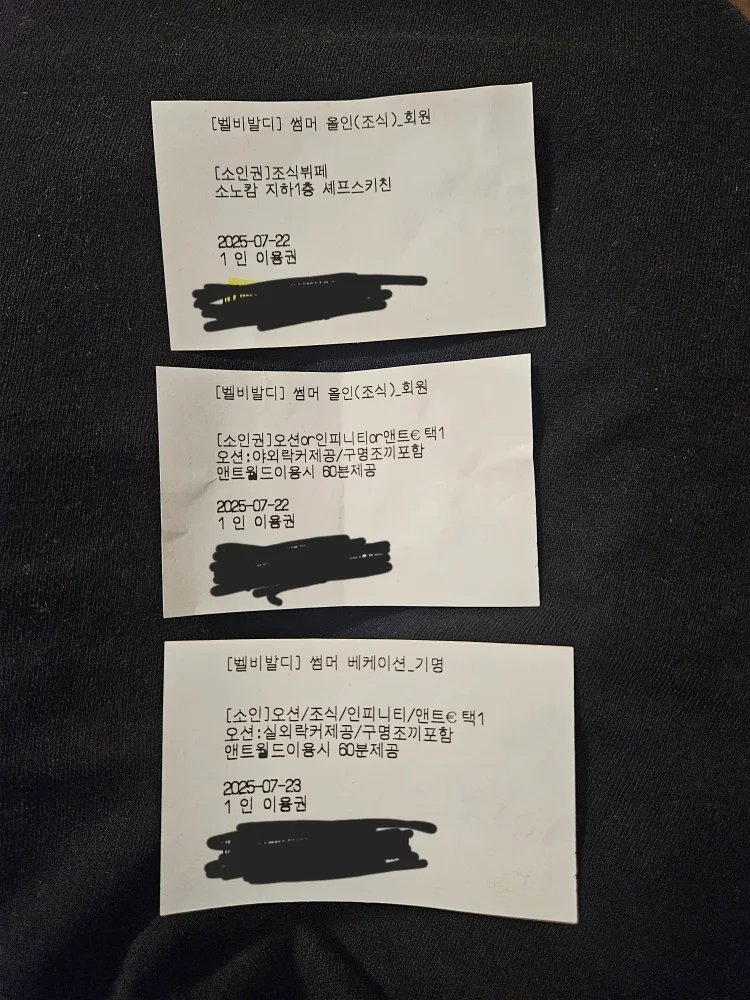 [벨비발디] 썸머 올인(조식)_회원
[소인권]조식뷔페
소노캄 지하1층 셰프스키친
2025-07-22
1 인 이용권
[벨비발디] 썸머 올인(조식)_회원
[소인권]오션or인피니티or앤트€택1
오션:야외락커제공/구명조끼포함
앤트월드이용시 60분제공
2025-07-22
1 인 이용권
[벨비발디] 썸머 베케이션_기명
[소인]오션/조식/인피니티/앤트€택1
오션:실외락커제공/구명조끼포함
앤트월드이용시 60분제공
2025-07-23
1 인 이용권